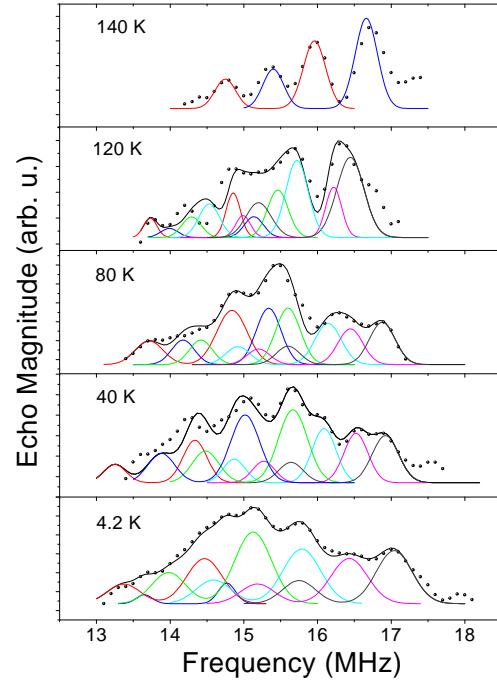 140 K
120 K
80 K
40 K
4.2 K
Echo Magnitude (arb. u.)
13 14 15 16 17 18
Frequency (MHz)